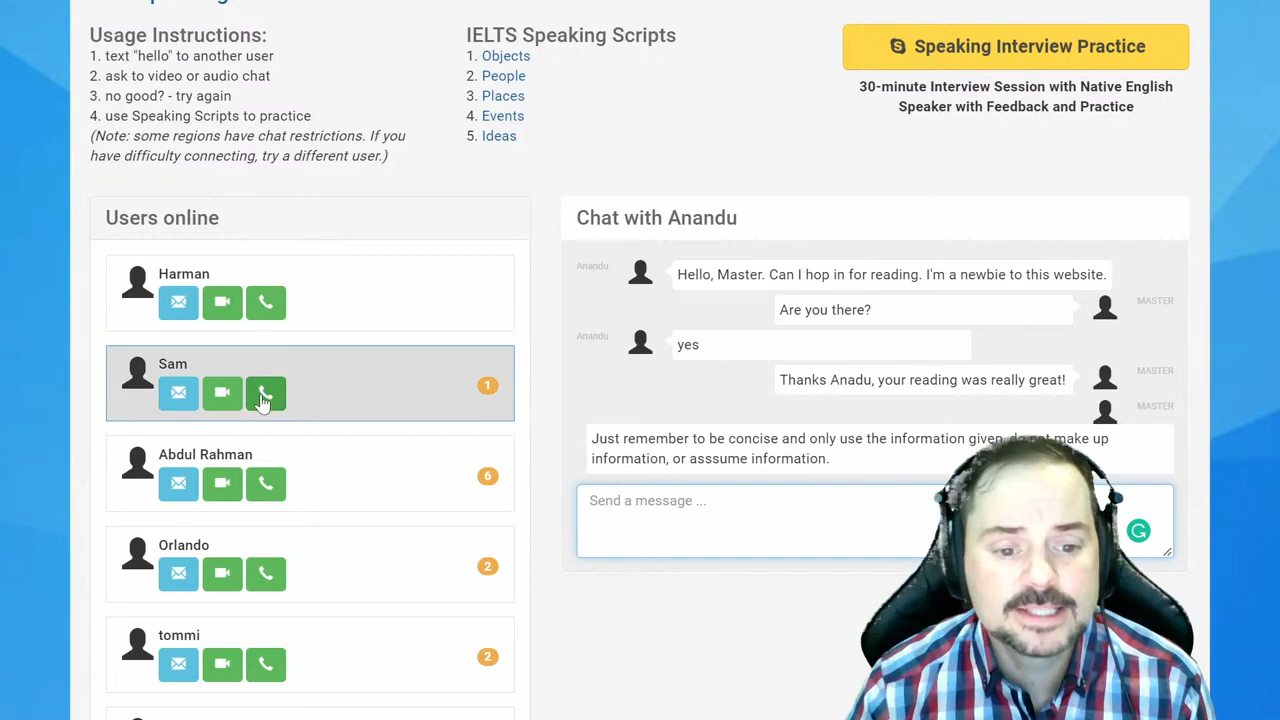 Usage Instructions:
1. text "hello" to another user
2. ask to video or audio chat
3. no good? - try again
4. use Speaking Scripts to practice
(Note: some regions have chat restrictions. If you
have difficulty connecting, try a different user.)
IELTS Speaking Scripts
1. Objects
2. People
3. Places
4. Events
5. Ideas
Speaking Interview Practice
30-minute Interview Session with Native English
Speaker with Feedback and Practice
Users online
Harman
Sam
1
Abdul Rahman
6
Orlando
2
tommi
2
Chat with Anandu
Anandu
Hello, Master. Can I hop in for reading. I'm a newbie to this website.
Are you there?
MASTER
Anandu
yes
Thanks Anadu, your reading was really great!
MASTER
MASTER
Just remember to be concise and only use the information given, do not make up
information, or asssume information.
Send a message ...